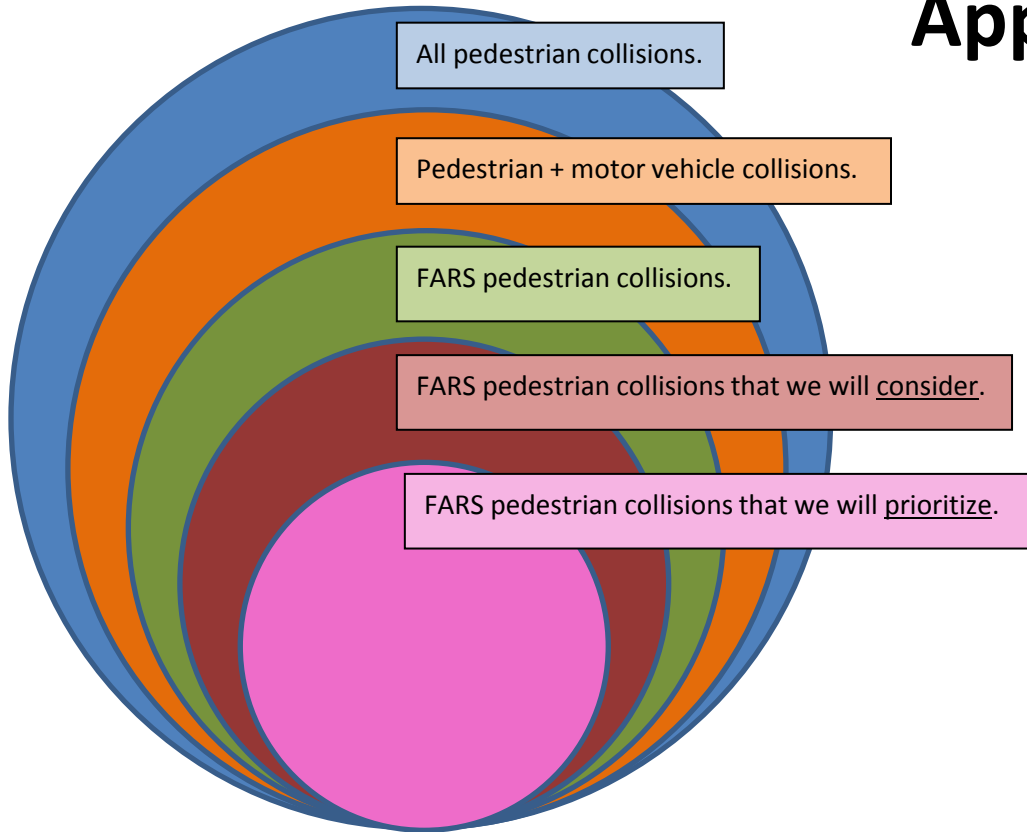 App
All pedestrian collisions.
Pedestrian + motor vehicle collisions.
FARS pedestrian collisions.
FARS pedestrian collisions that we will consider.
FARS pedestrian collisions that we will prioritize.